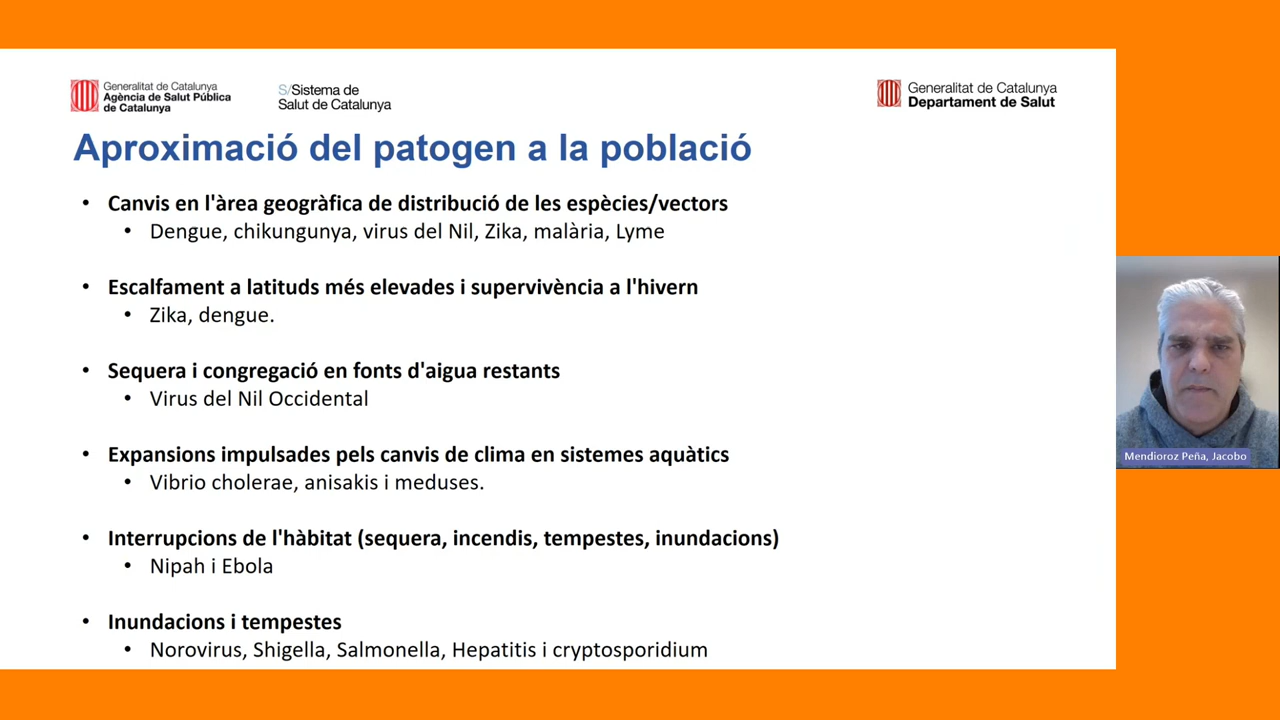 Generalitat de Catalunya
Agència de Salut Pública
de Catalunya
S/Sistema de
Salut de Catalunya
Generalitat de Catalunya
Departament de Salut
Aproximació del patogen a la població
• Canvis en l'àrea geogràfica de distribució de les espècies/vectors
• Dengue, chikungunya, virus del Nil, Zika, malària, Lyme
• Escalfament a latituds més elevades i supervivència a l'hivern
• Zika, dengue.
• Sequera i congregació en fonts d'aigua restants
• Virus del Nil Occidental
• Expansions impulsades pels canvis de clima en sistemes aquàtics
• Vibrio cholerae, anisakis i meduses.
• Interrupcions de l'hàbitat (sequera, incendis, tempestes, inundacions)
• Nipah i Ebola
• Inundacions i tempestes
• Norovirus, Shigella, Salmonella, Hepatitis i cryptosporidium
Mendioroz Peña, Jacobo